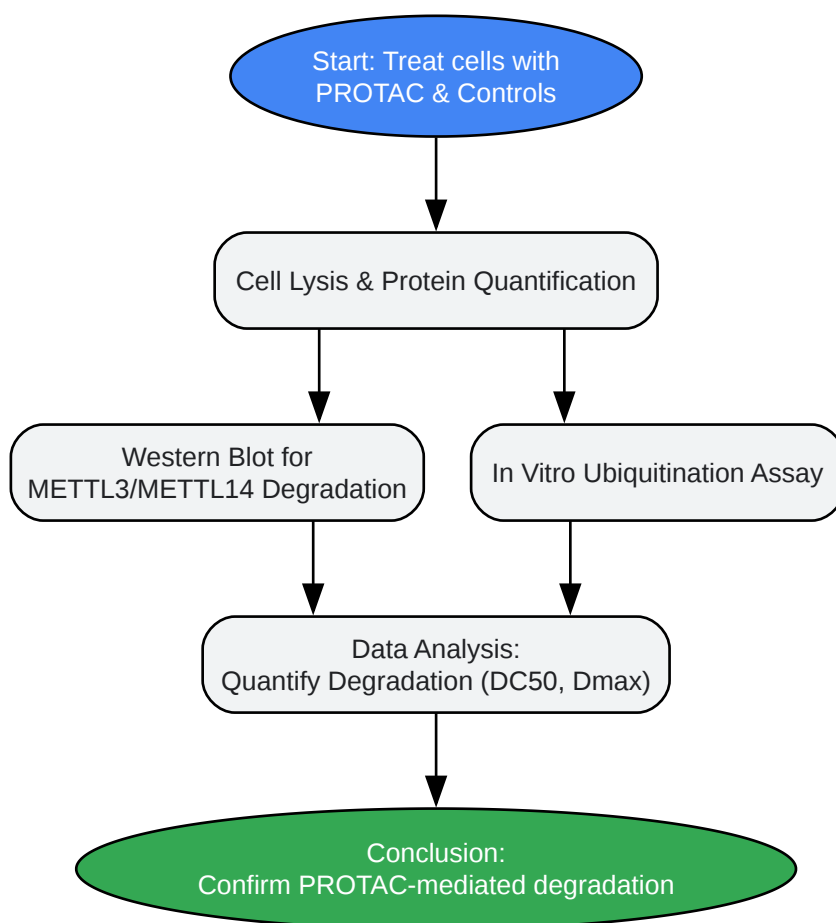 Start: Treat cells with
PROTAC & Controls
Cell Lysis & Protein Quantification
Western Blot for
METTL3/METTL14 Degradation
In Vitro Ubiquitination Assay
Data Analysis:
Quantify Degradation (DC50, Dmax)
Conclusion:
Confirm PROTAC-mediated degradation